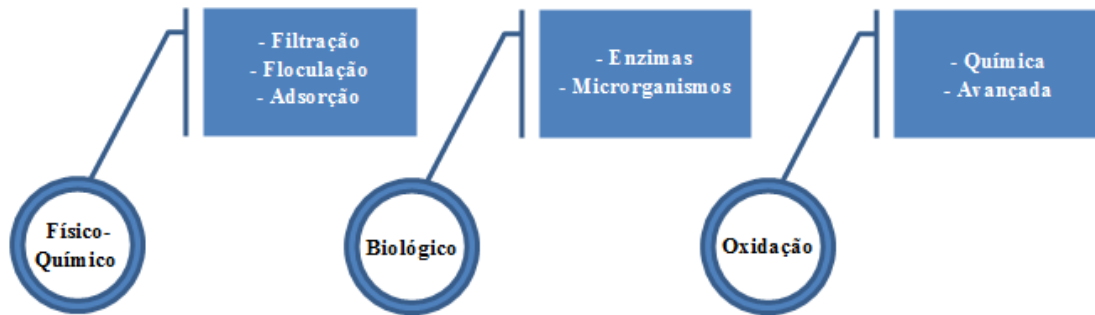 - Filtração
- Floculação
- Adsorção
- Enzimas
- Microrganismos
- Química
- Avançada
Físico-
Químico
Biológico
Oxidação